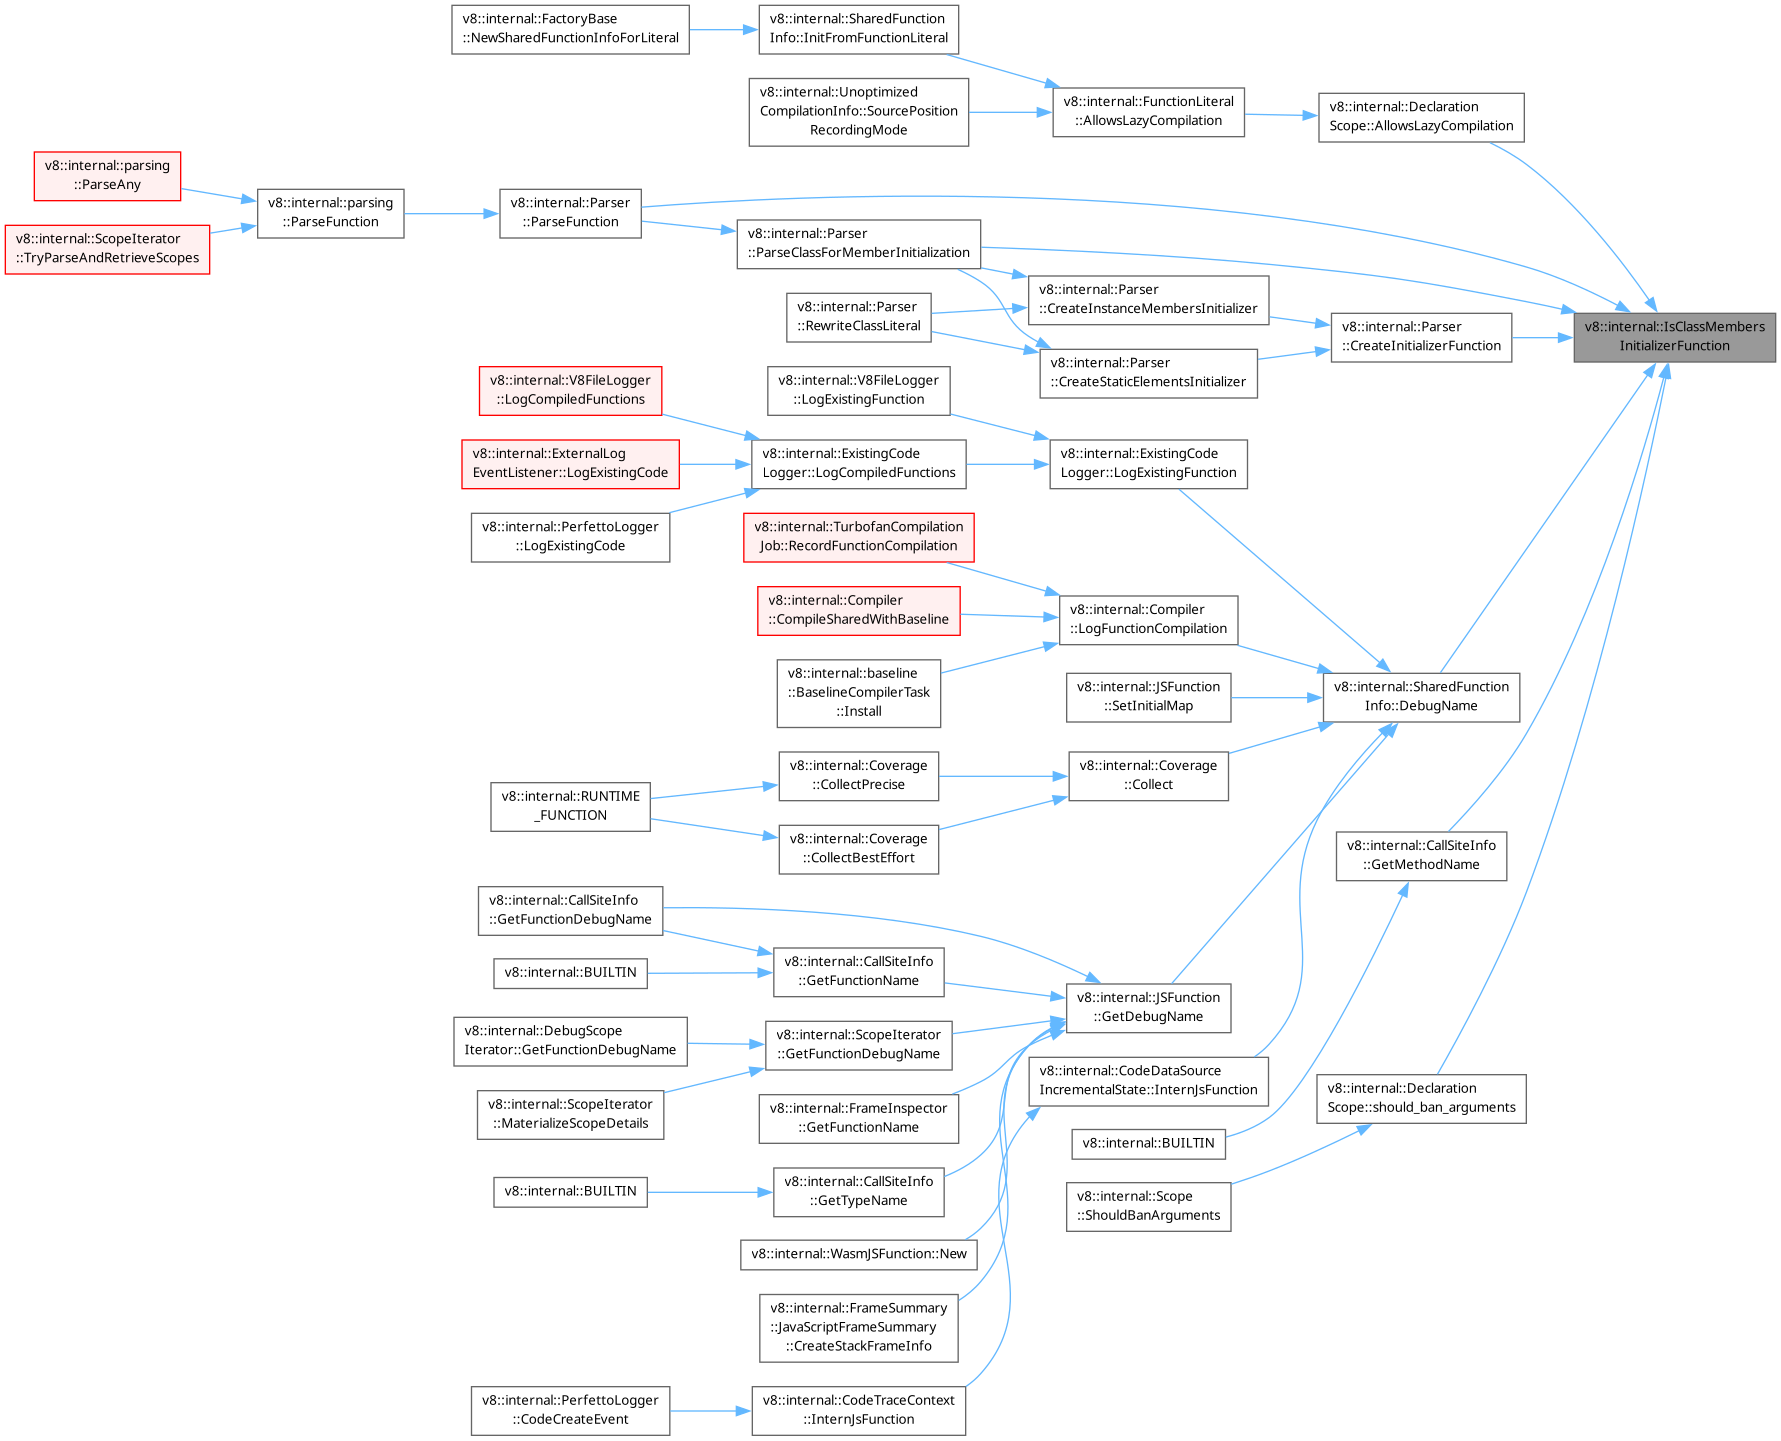 v8::internal::FactoryBase
::NewSharedFunctionInfoForLiteral
v8::internal::SharedFunction
Info::InitFromFunctionLiteral
v8::internal::Unoptimized
CompilationInfo::SourcePosition
RecordingMode
v8::internal::FunctionLiteral
::AllowsLazyCompilation
v8::internal::Declaration
Scope::AllowsLazyCompilation
v8::internal::parsing
::ParseAny
v8::internal::ScopeIterator
::TryParseAndRetrieveScopes
v8::internal::parsing
::ParseFunction
v8::internal::Parser
::ParseFunction
v8::internal::Parser
::ParseClassForMemberInitialization
v8::internal::Parser
::RewriteClassLiteral
v8::internal::Parser
::CreateInstanceMembersInitializer
v8::internal::Parser
::CreateStaticElementsInitializer
v8::internal::Parser
::CreateInitializerFunction
v8::internal::IsClassMembers
InitializerFunction
v8::internal::V8FileLogger
::LogCompiledFunctions
v8::internal::ExternalLog
EventListener::LogExistingCode
v8::internal::PerfettoLogger
::LogExistingCode
v8::internal::V8FileLogger
::LogExistingFunction
v8::internal::ExistingCode
Logger::LogCompiledFunctions
v8::internal::ExistingCode
Logger::LogExistingFunction
v8::internal::TurbofanCompilation
Job::RecordFunctionCompilation
v8::internal::Compiler
::CompileSharedWithBaseline
v8::internal::baseline
::BaselineCompilerTask
::Install
v8::internal::Compiler
::LogFunctionCompilation
v8::internal::JSFunction
::SetInitialMap
v8::internal::SharedFunction
Info::DebugName
v8::internal::RUNTIME
_FUNCTION
v8::internal::Coverage
::CollectPrecise
v8::internal::Coverage
::CollectBestEffort
v8::internal::Coverage
::Collect
v8::internal::CallSiteInfo
::GetMethodName
v8::internal::CallSiteInfo
::GetFunctionDebugName
v8::internal::BUILTIN
v8::internal::CallSiteInfo
::GetFunctionName
v8::internal::JSFunction
::GetDebugName
v8::internal::DebugScope
Iterator::GetFunctionDebugName
v8::internal::ScopeIterator
::MaterializeScopeDetails
v8::internal::ScopeIterator
::GetFunctionDebugName
v8::internal::FrameInspector
::GetFunctionName
v8::internal::CodeDataSource
IncrementalState::InternJsFunction
v8::internal::Declaration
Scope::should_ban_arguments
v8::internal::BUILTIN
v8::internal::BUILTIN
v8::internal::CallSiteInfo
::GetTypeName
v8::internal::Scope
::ShouldBanArguments
v8::internal::WasmJSFunction::New
v8::internal::FrameSummary
::JavaScriptFrameSummary
::CreateStackFrameInfo
v8::internal::PerfettoLogger
::CodeCreateEvent
v8::internal::CodeTraceContext
::InternJsFunction